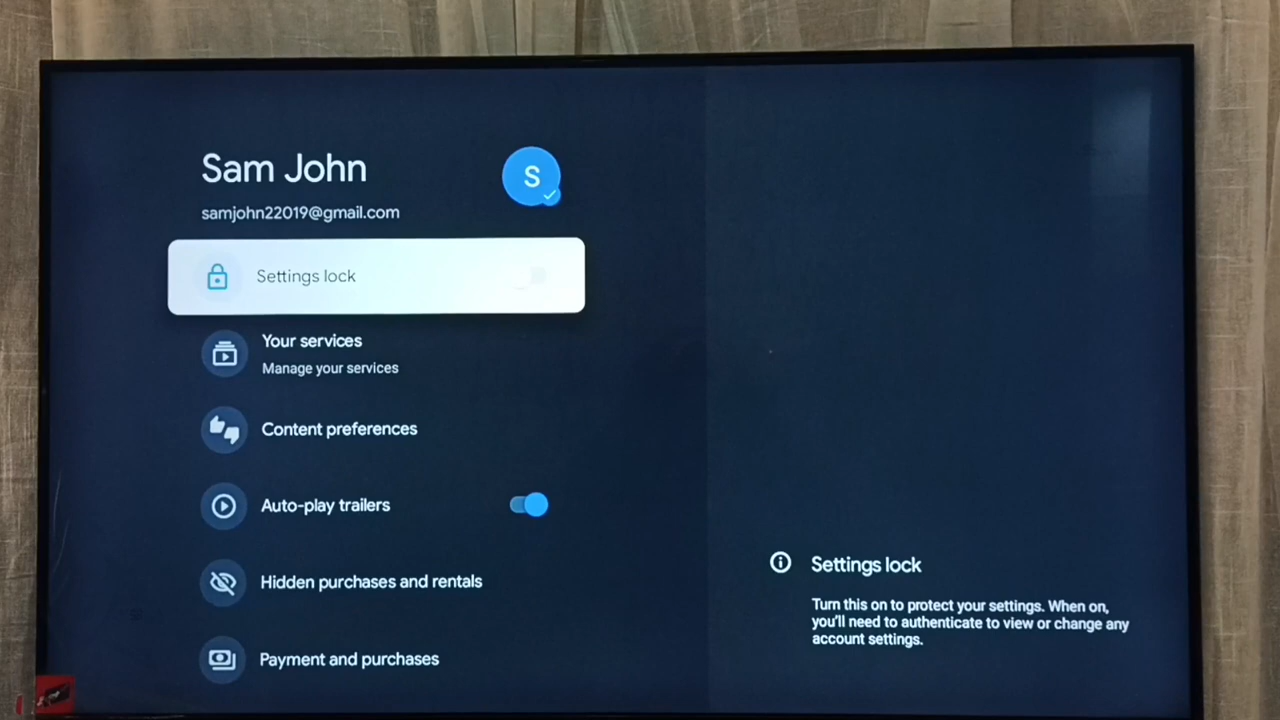 Sam John
S
samjohn22019@gmail.com
Settings lock
Your services
Manage your services
Content preferences
Auto-play trailers
Hidden purchases and rentals
Payment and purchases
Settings lock
Turn this on to protect your settings. When on,
you'll need to authenticate to view or change any
account settings.